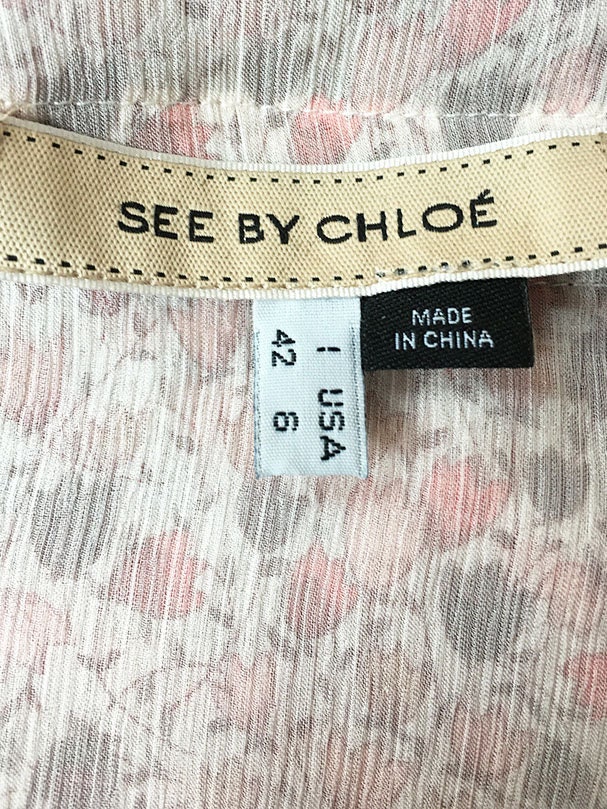 SEE BY CHLOÉ
MADE
IN CHINA
I USA
42 6